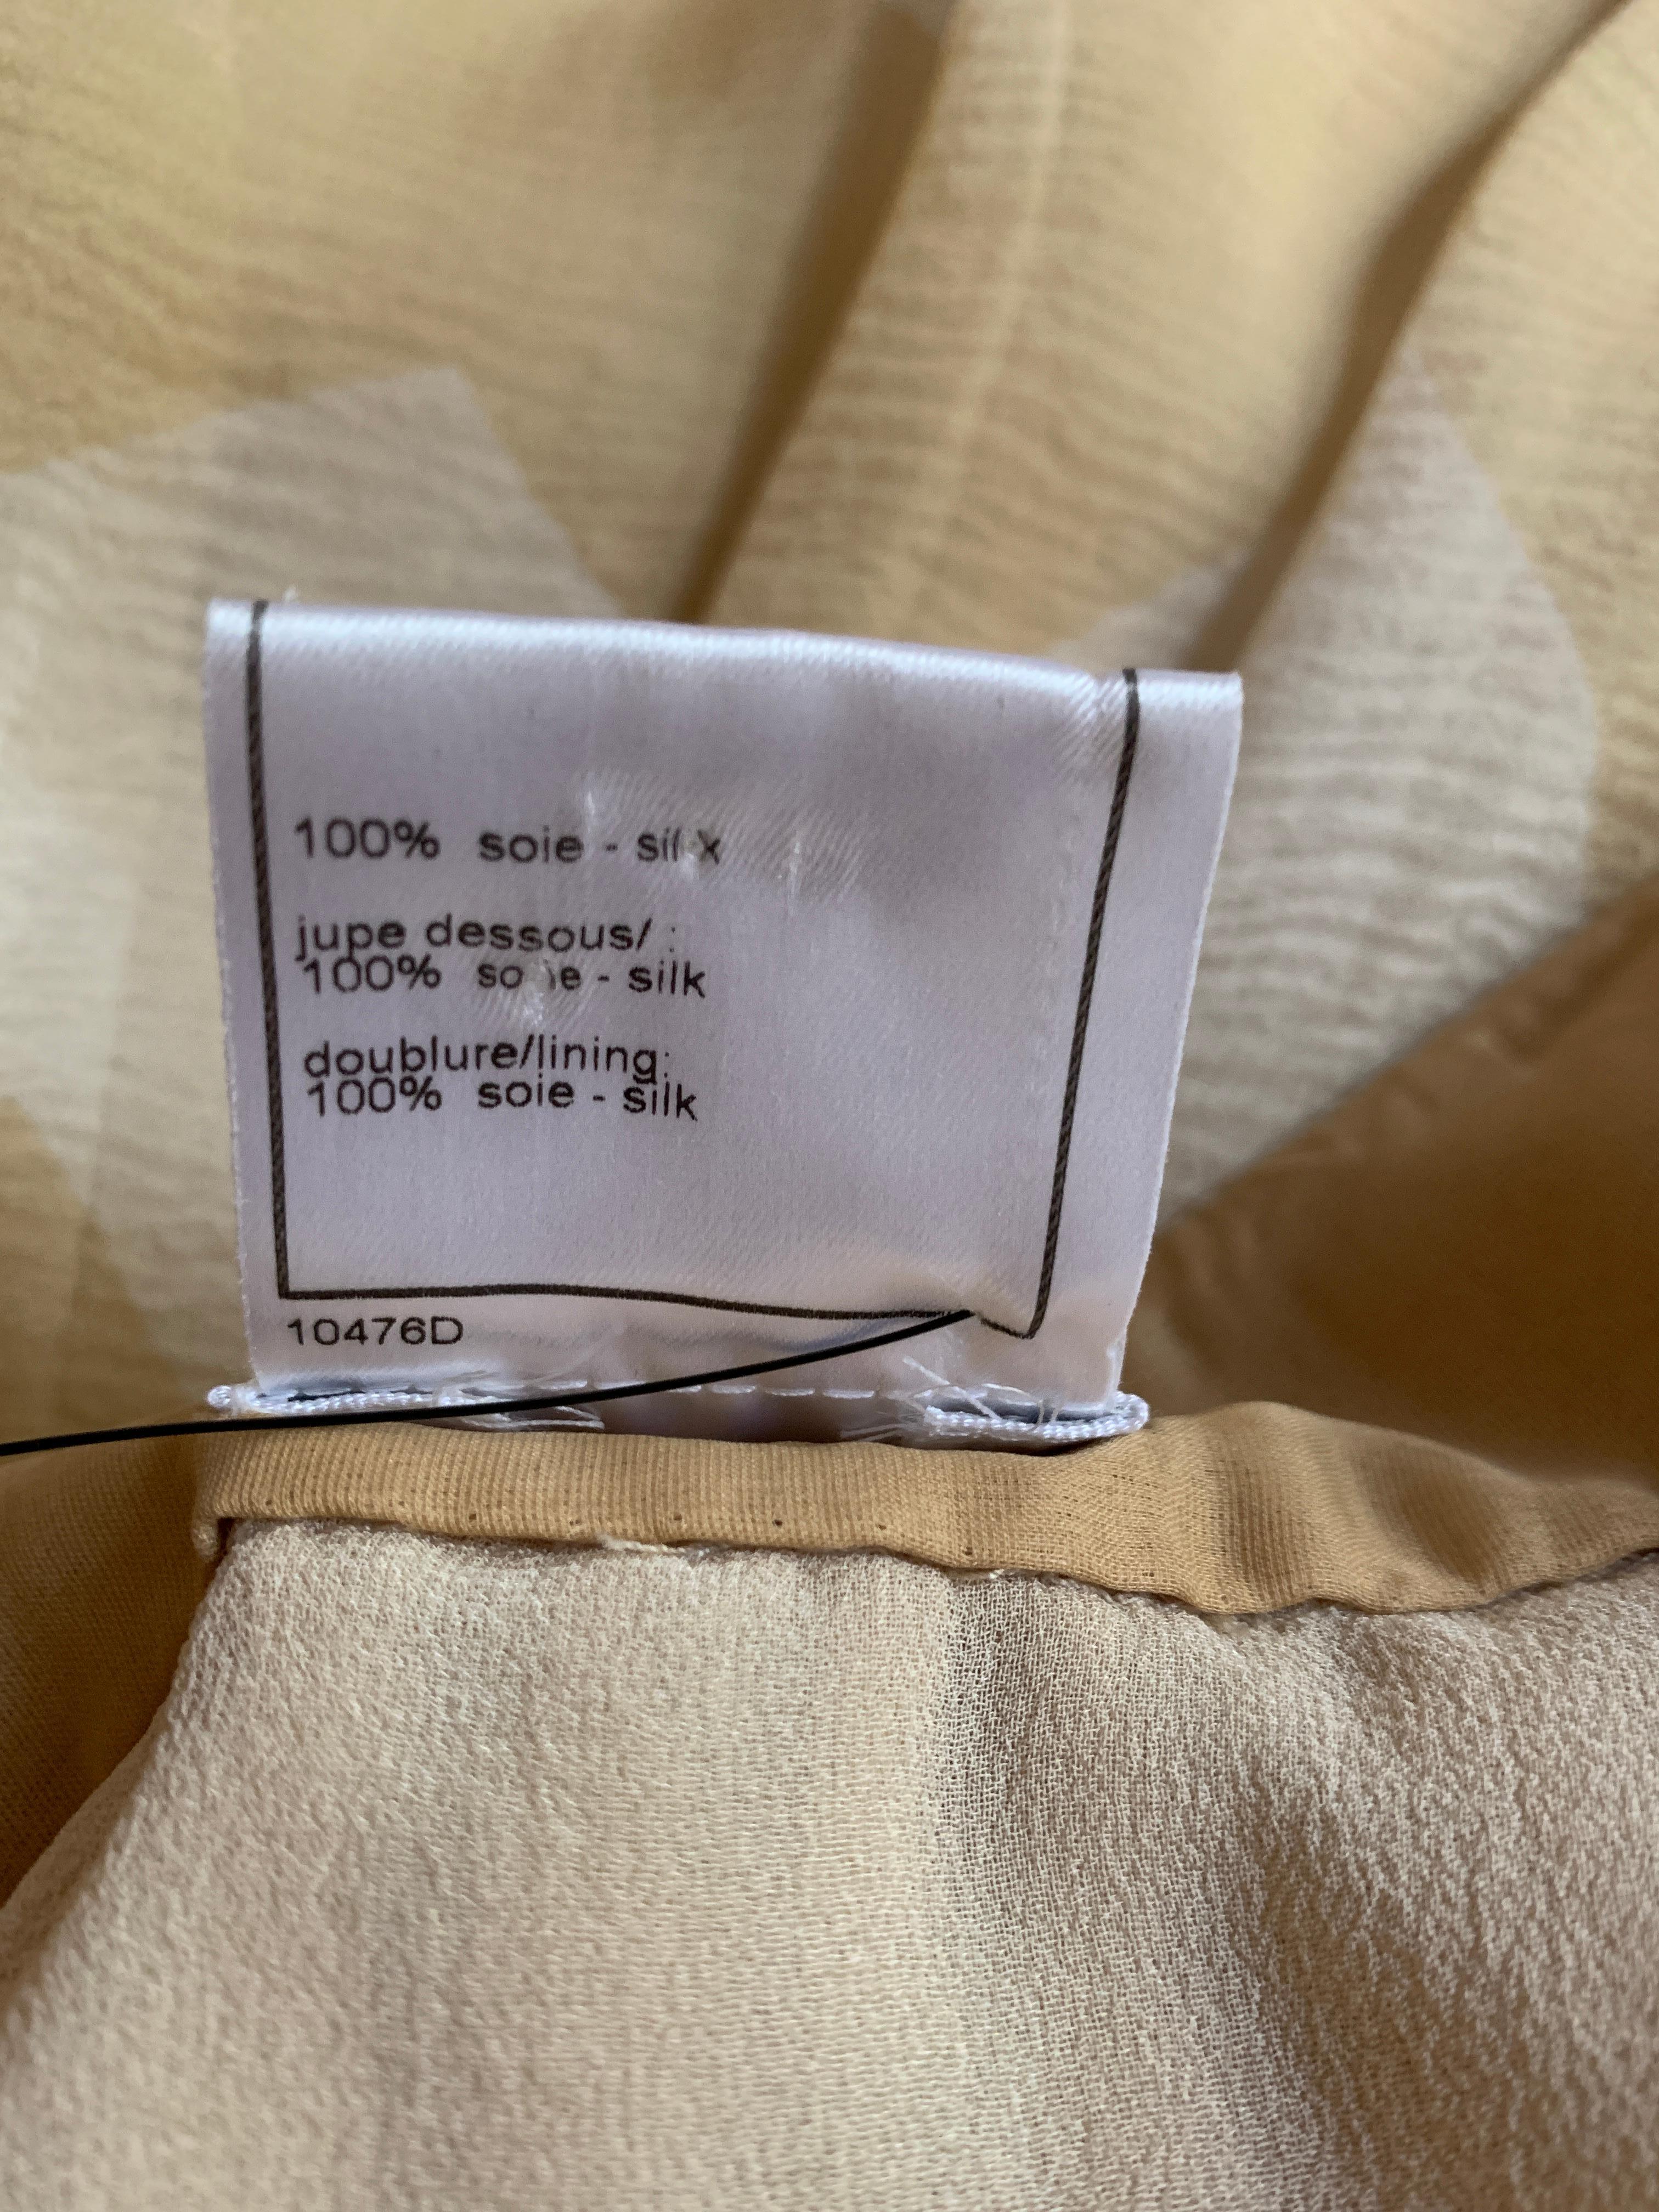 100% soie - silk
jupe dessous/ :
100% soie - silk
doublure/lining:
100% soie - silk
10476D